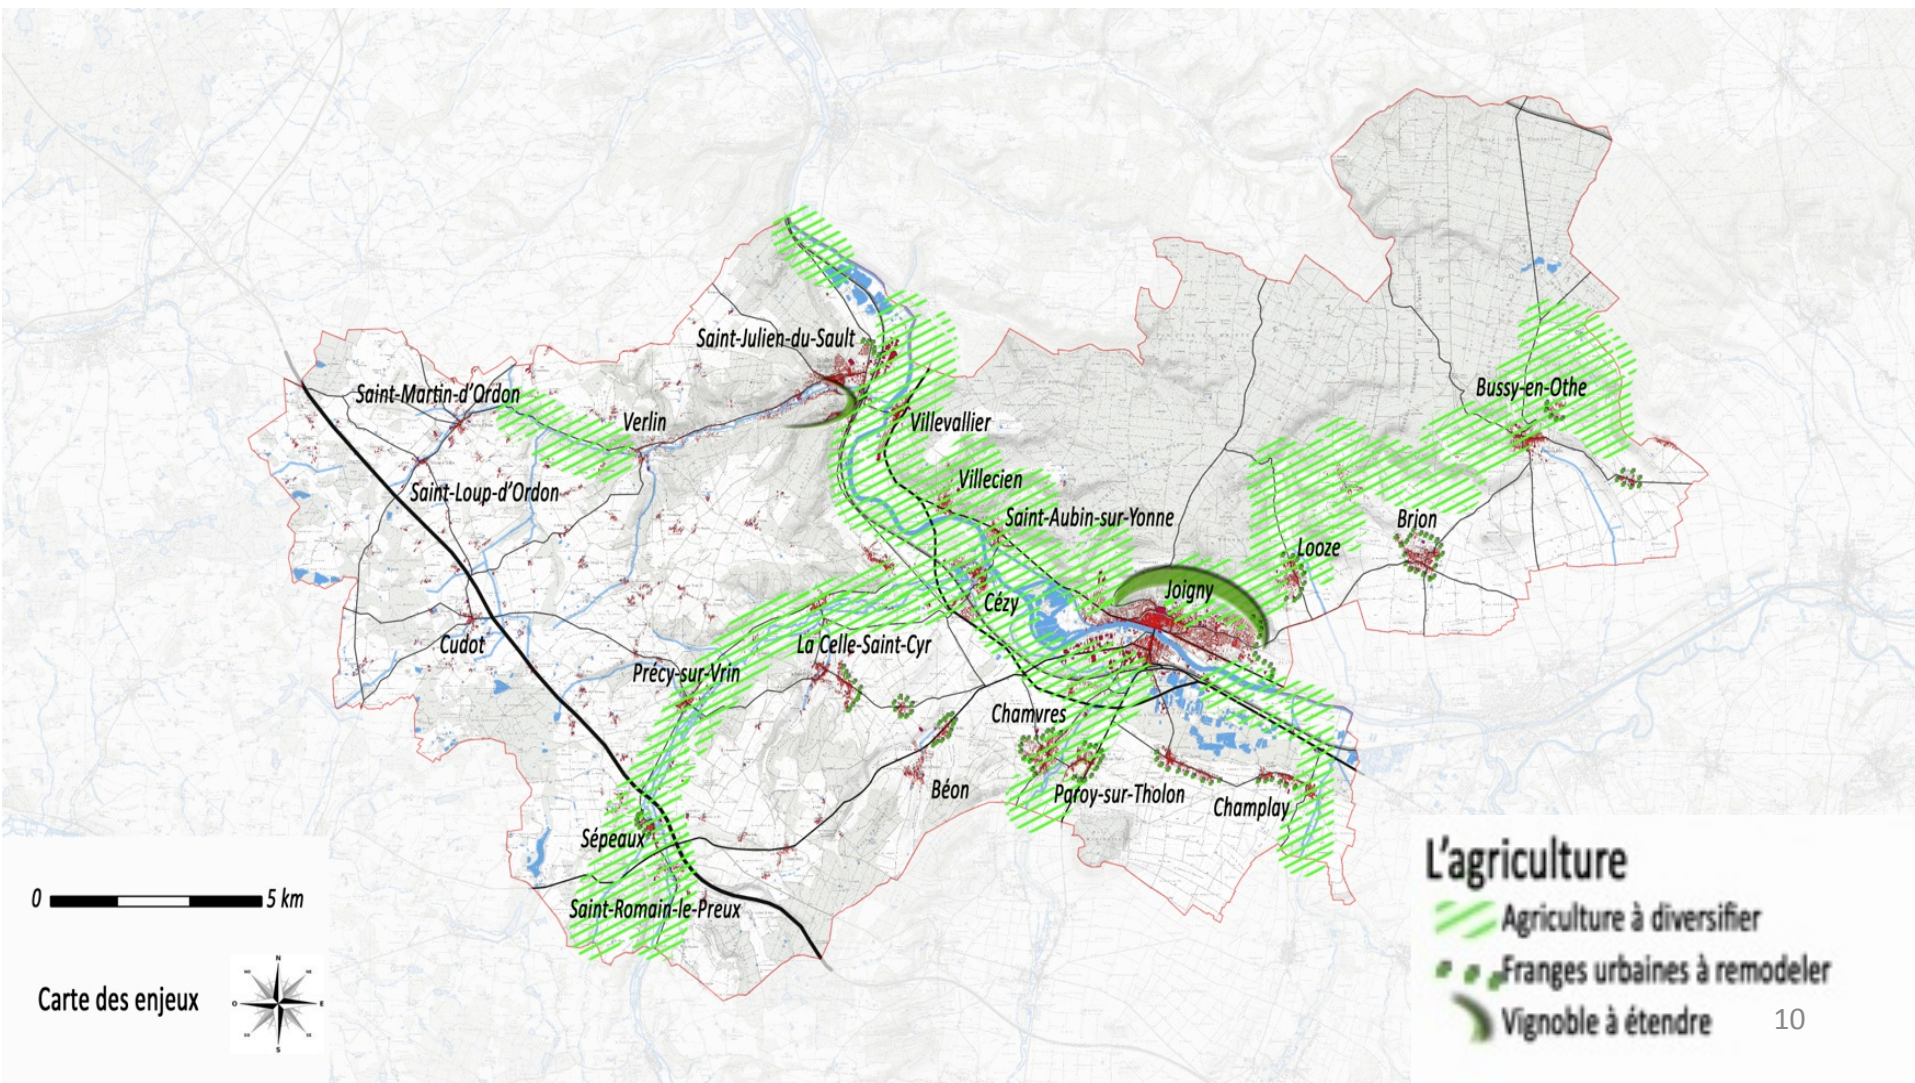 Saint-Julien-du-Sault
Saint-Martin-d'Ordon
Bussy-en-Othe
Verlin
Villevallier
Villecien
Saint-Loup-d'Ordon
Saint-Aubin-sur-Yonne
Brion
Looze
Joigny
Cézy
Cudot
La Celle-Saint-Cyr
Précy-sur-Vrin
Chamvres
Béon
Paroy-sur-Tholon
Champlay
Sépeaux
Saint-Romain-le-Preux
0 5 km
Carte des enjeux
N
O E
S
L'agriculture
Agriculture à diversifier
Franges urbaines à remodeler
Vignoble à étendre
10